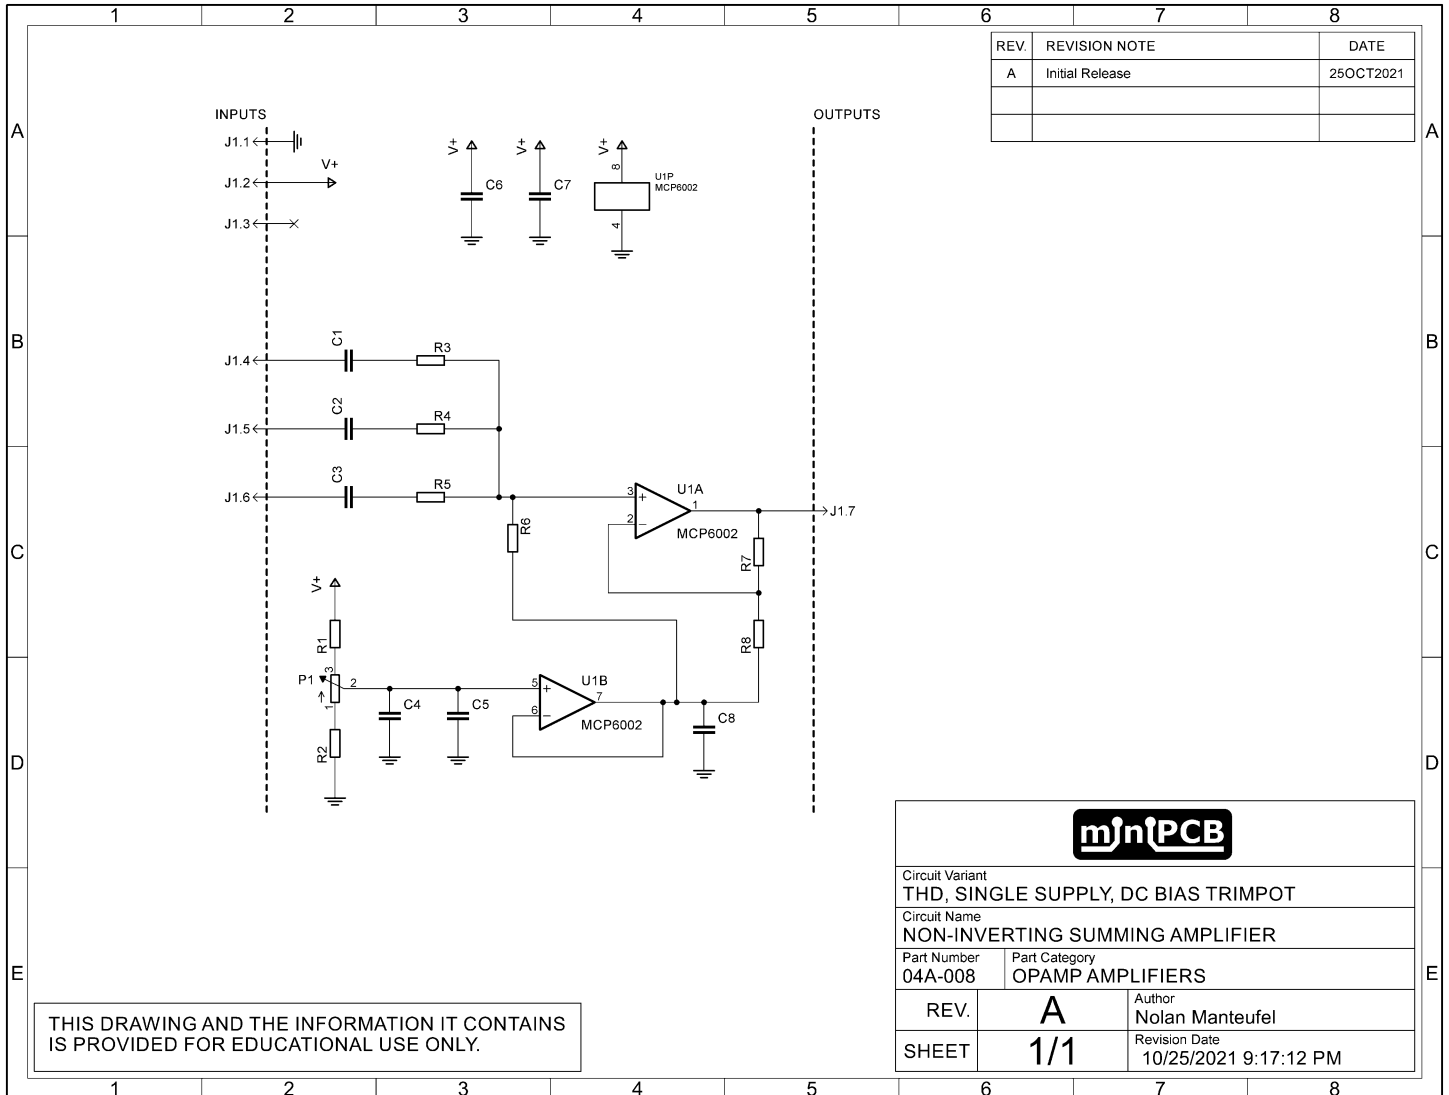 1 2 3 4 5 6 7 8
REV. REVISION NOTE DATE
A Initial Release 25OCT2021
INPUTS
OUTPUTS
A
A
J1.1
V+
J1.2
J1.3
V+
C6
V+
C7
V+
8
U1P
MCP6002
4
B
B
C1
R3
J1.4
C2
R4
J1.5
C3
R5
J1.6
R6
3
+
2
−
U1A
1
MCP6002
J1.7
C
C
R7
R8
V+
R1
P1
3
2
1
R2
C4
C5
5
+
6
−
U1B
7
MCP6002
C8
D
D
miniPCB
Circuit Variant
THD, SINGLE SUPPLY, DC BIAS TRIMPOT
Circuit Name
NON-INVERTING SUMMING AMPLIFIER
Part Number Part Category
04A-008 OPAMP AMPLIFIERS
E
E
REV. A Author
Nolan Manteufel
SHEET 1/1 Revision Date
10/25/2021 9:17:12 PM
THIS DRAWING AND THE INFORMATION IT CONTAINS
IS PROVIDED FOR EDUCATIONAL USE ONLY.
1 2 3 4 5 6 7 8